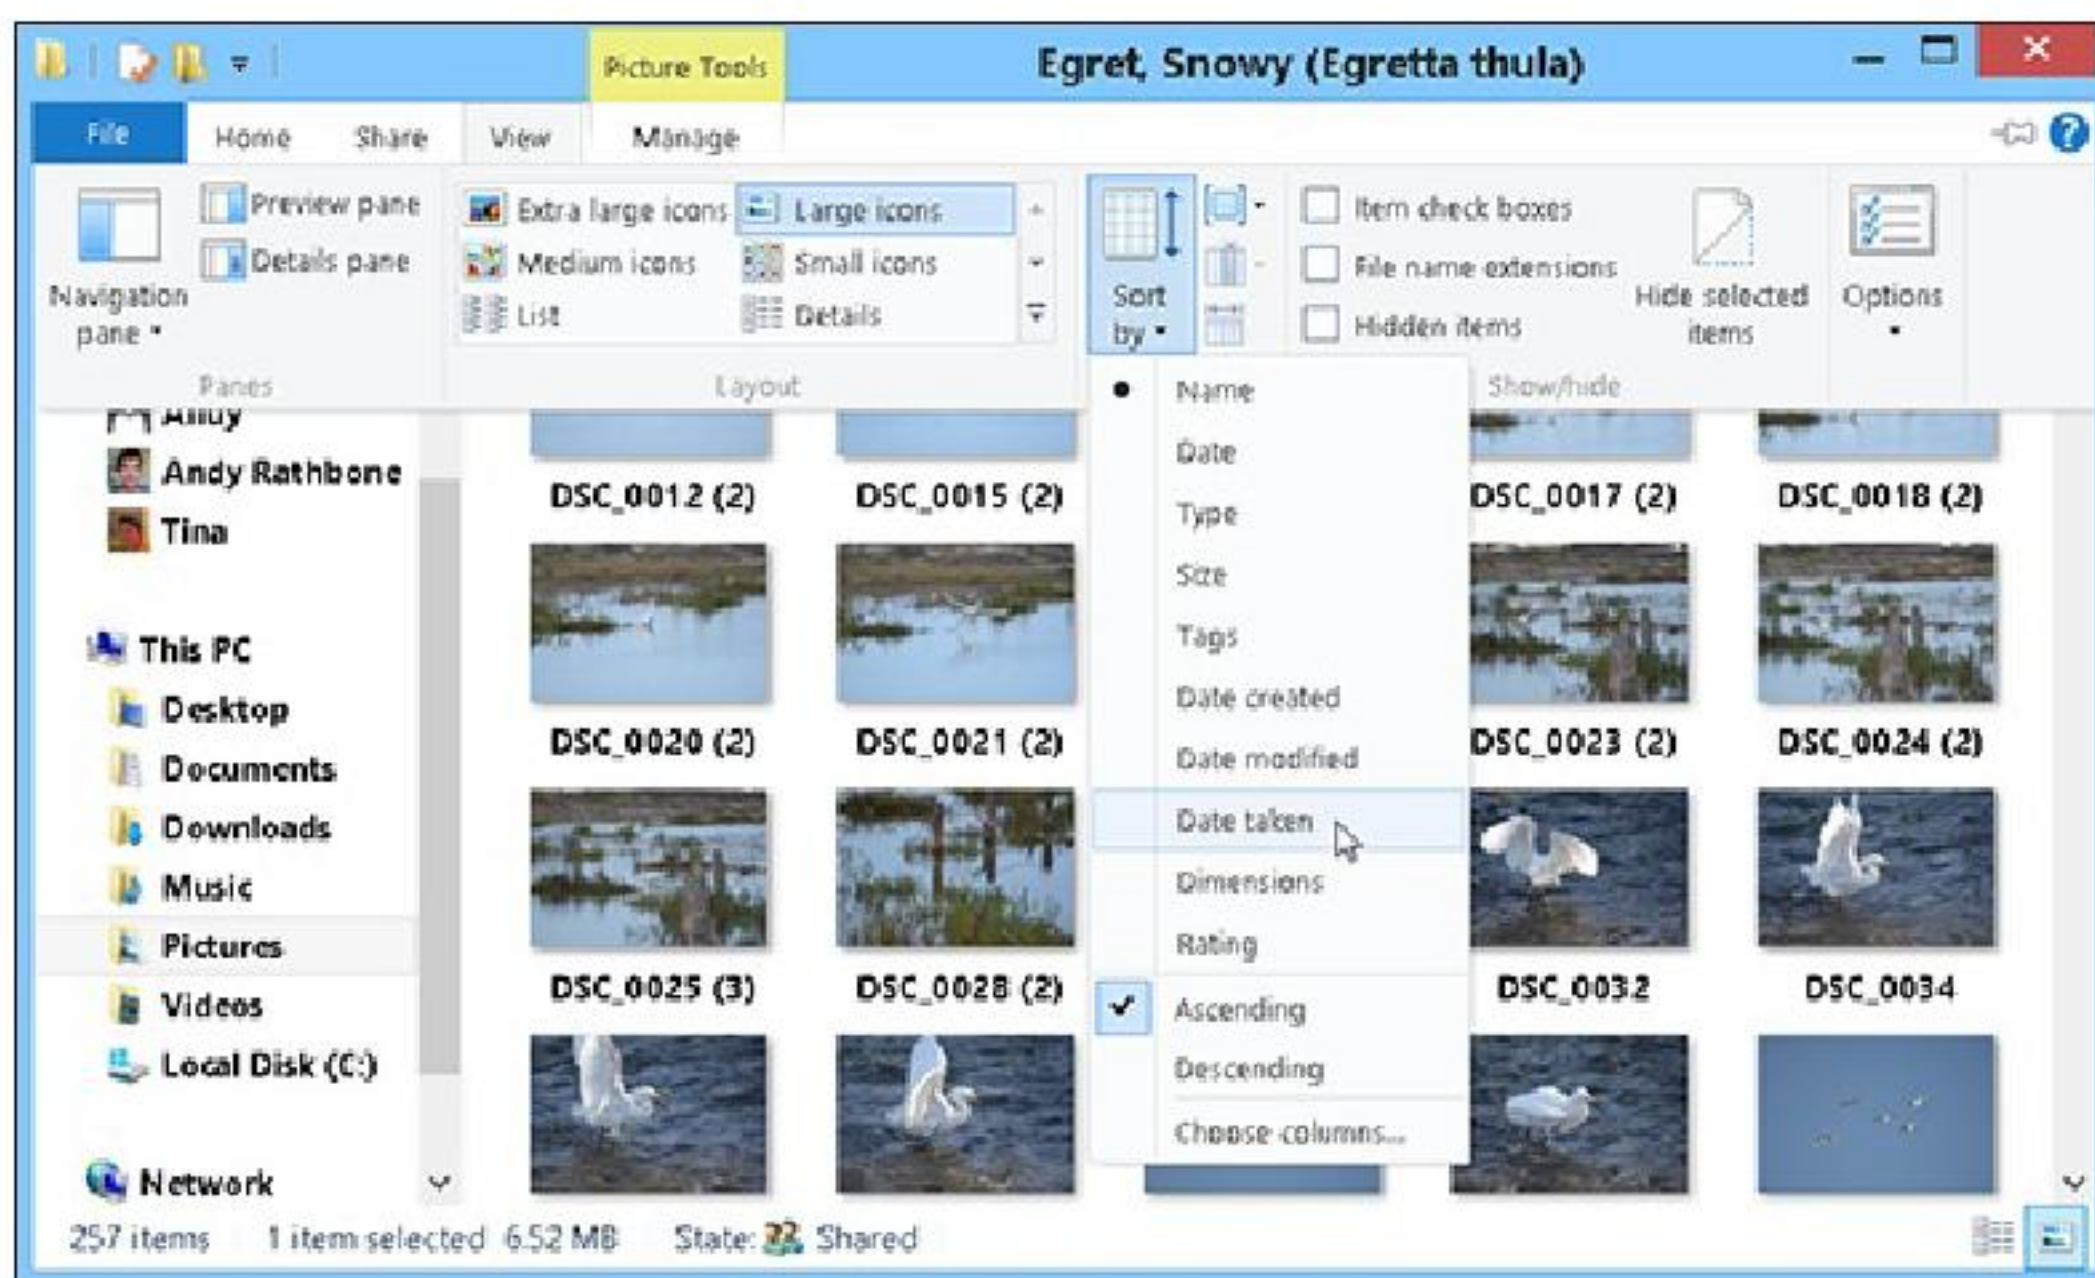 Picture Tools
Egret, Snowy (Egretta thula)
File
Home
Share
View
Manage
Navigation
pane
Preview pane
Details pane
Panes
Extra large icons
Large icons
Medium icons
Small icons
List
Details
Layout
Sort
by
Item check boxes
File name extensions
Hidden items
Hide selected
items
Show/hide
Options
Name
Date
Type
Size
Tags
Date created
Date modified
Date taken
Dimensions
Rating
Ascending
Descending
Choose columns...
Andy
Andy Rathbone
Tina
This PC
Desktop
Documents
Downloads
Music
Pictures
Videos
Local Disk (C:)
Network
DSC_0012 (2)
DSC_0015 (2)
DSC_0017 (2)
DSC_0018 (2)
DSC_0020 (2)
DSC_0021 (2)
DSC_0023 (2)
DSC_0024 (2)
DSC_0025 (3)
DSC_0028 (2)
DSC_0032
DSC_0034
257 items
1 item selected 6.52 MB
State: Shared